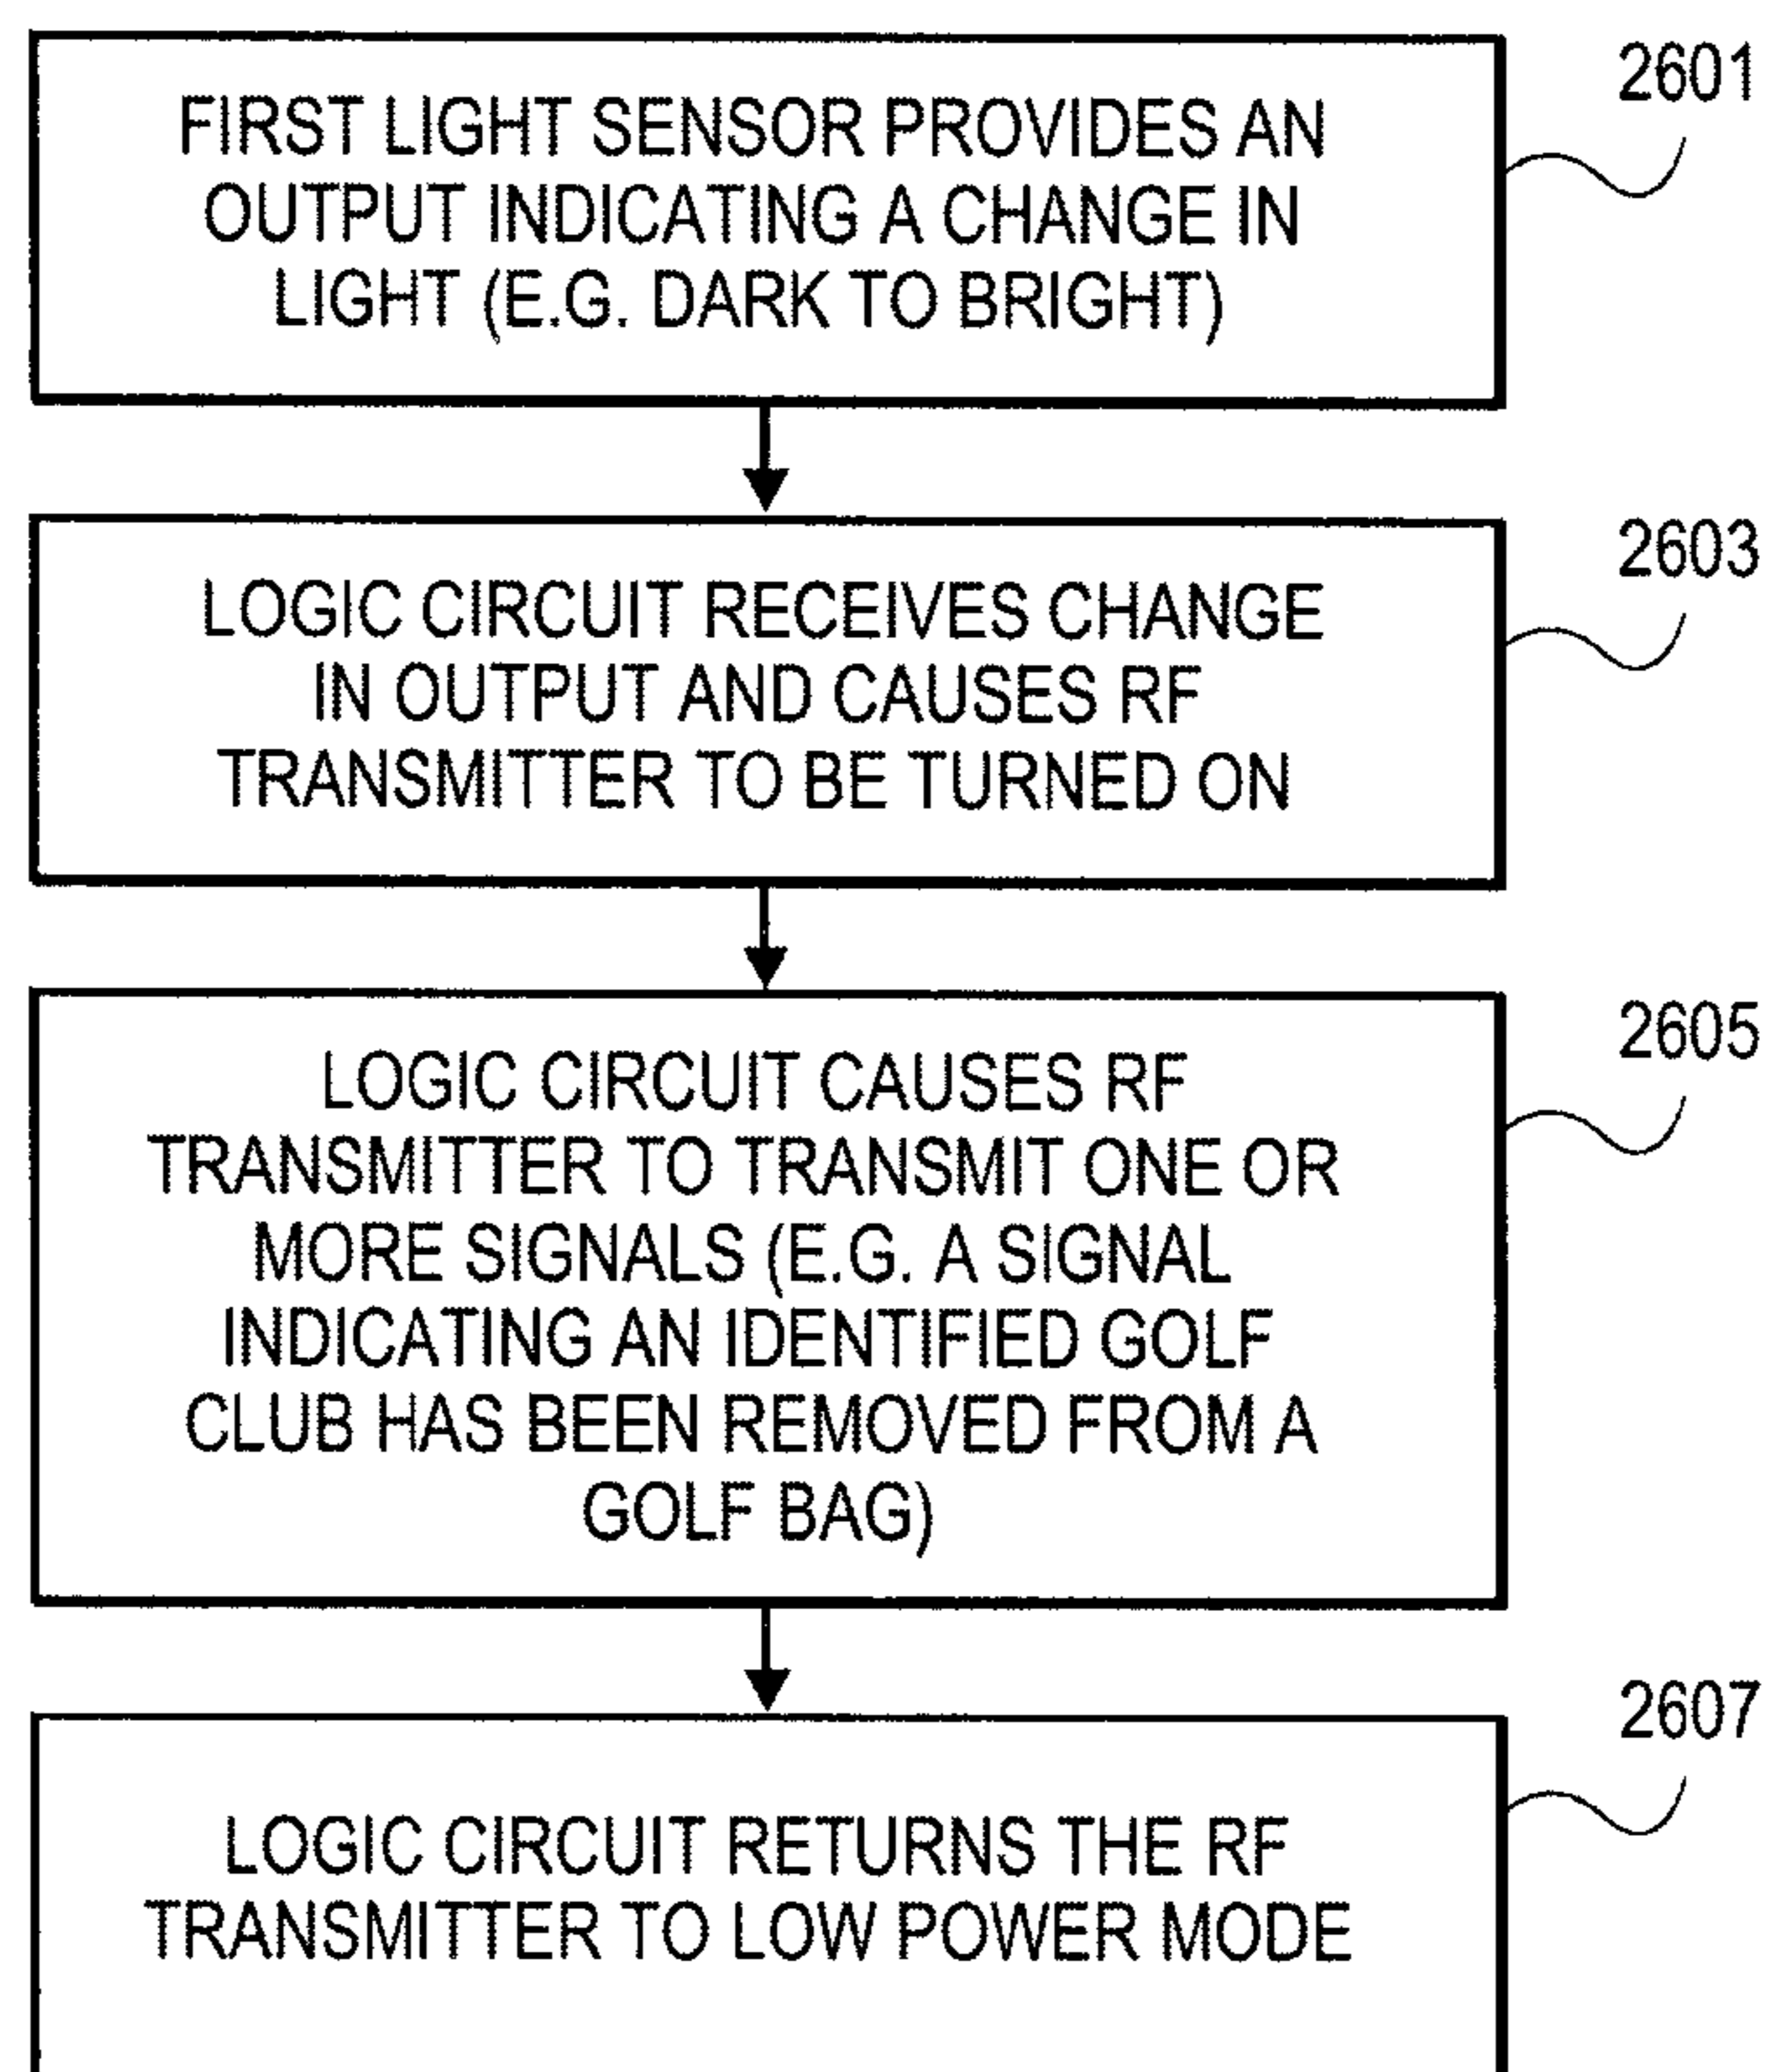 2601
FIRST LIGHT SENSOR PROVIDES AN
OUTPUT INDICATING A CHANGE IN
LIGHT (E.G. DARK TO BRIGHT)
2603
LOGIC CIRCUIT RECEIVES CHANGE
IN OUTPUT AND CAUSES RF
TRANSMITTER TO BE TURNED ON
2605
LOGIC CIRCUIT CAUSES RF
TRANSMITTER TO TRANSMIT ONE OR
MORE SIGNALS (E.G. A SIGNAL
INDICATING AN IDENTIFIED GOLF
CLUB HAS BEEN REMOVED FROM A
GOLF BAG)
2607
LOGIC CIRCUIT RETURNS THE RF
TRANSMITTER TO LOW POWER MODE